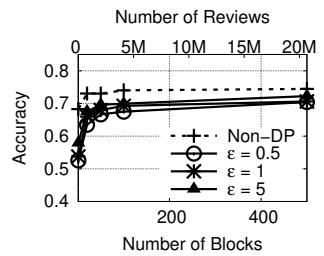 Number of Reviews
0 5M 10M 15M 20M
0.8
0.7
0.6
0.5
0.4
Accuracy
Non-DP
ε = 0.5
ε = 1
ε = 5
200 400
Number of Blocks